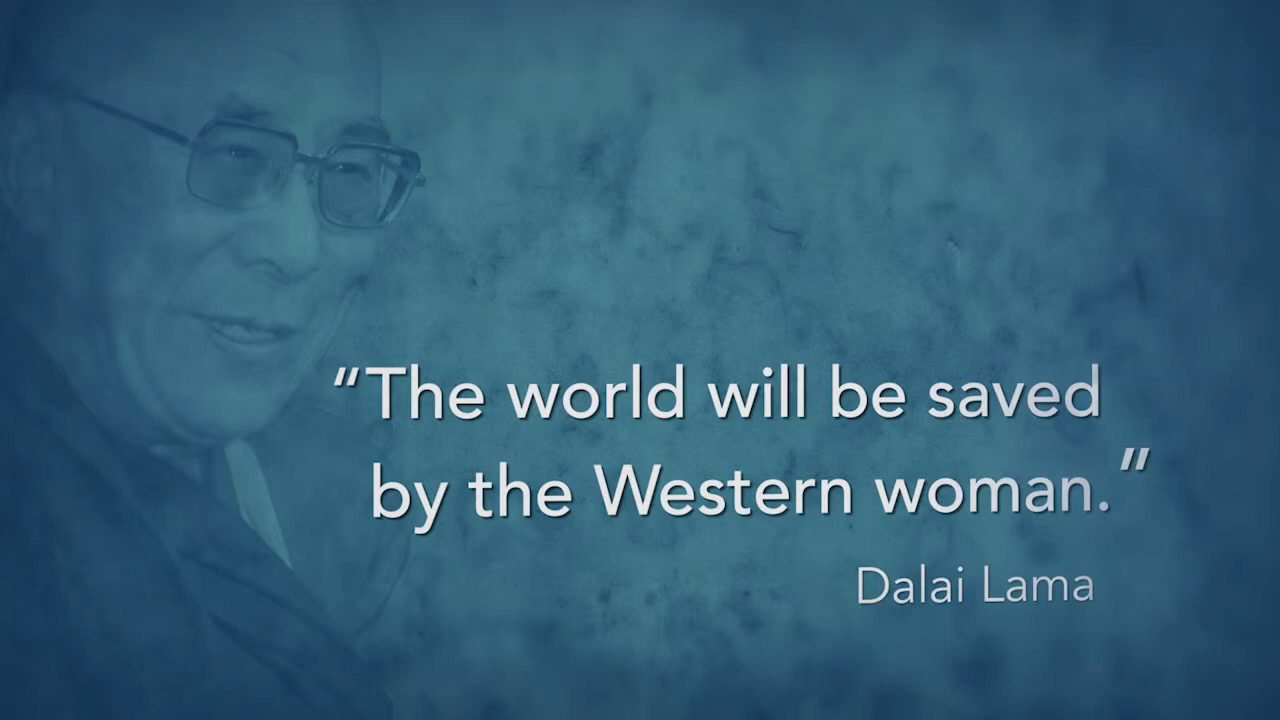 “The world will be saved
by the Western woman.”
Dalai Lama